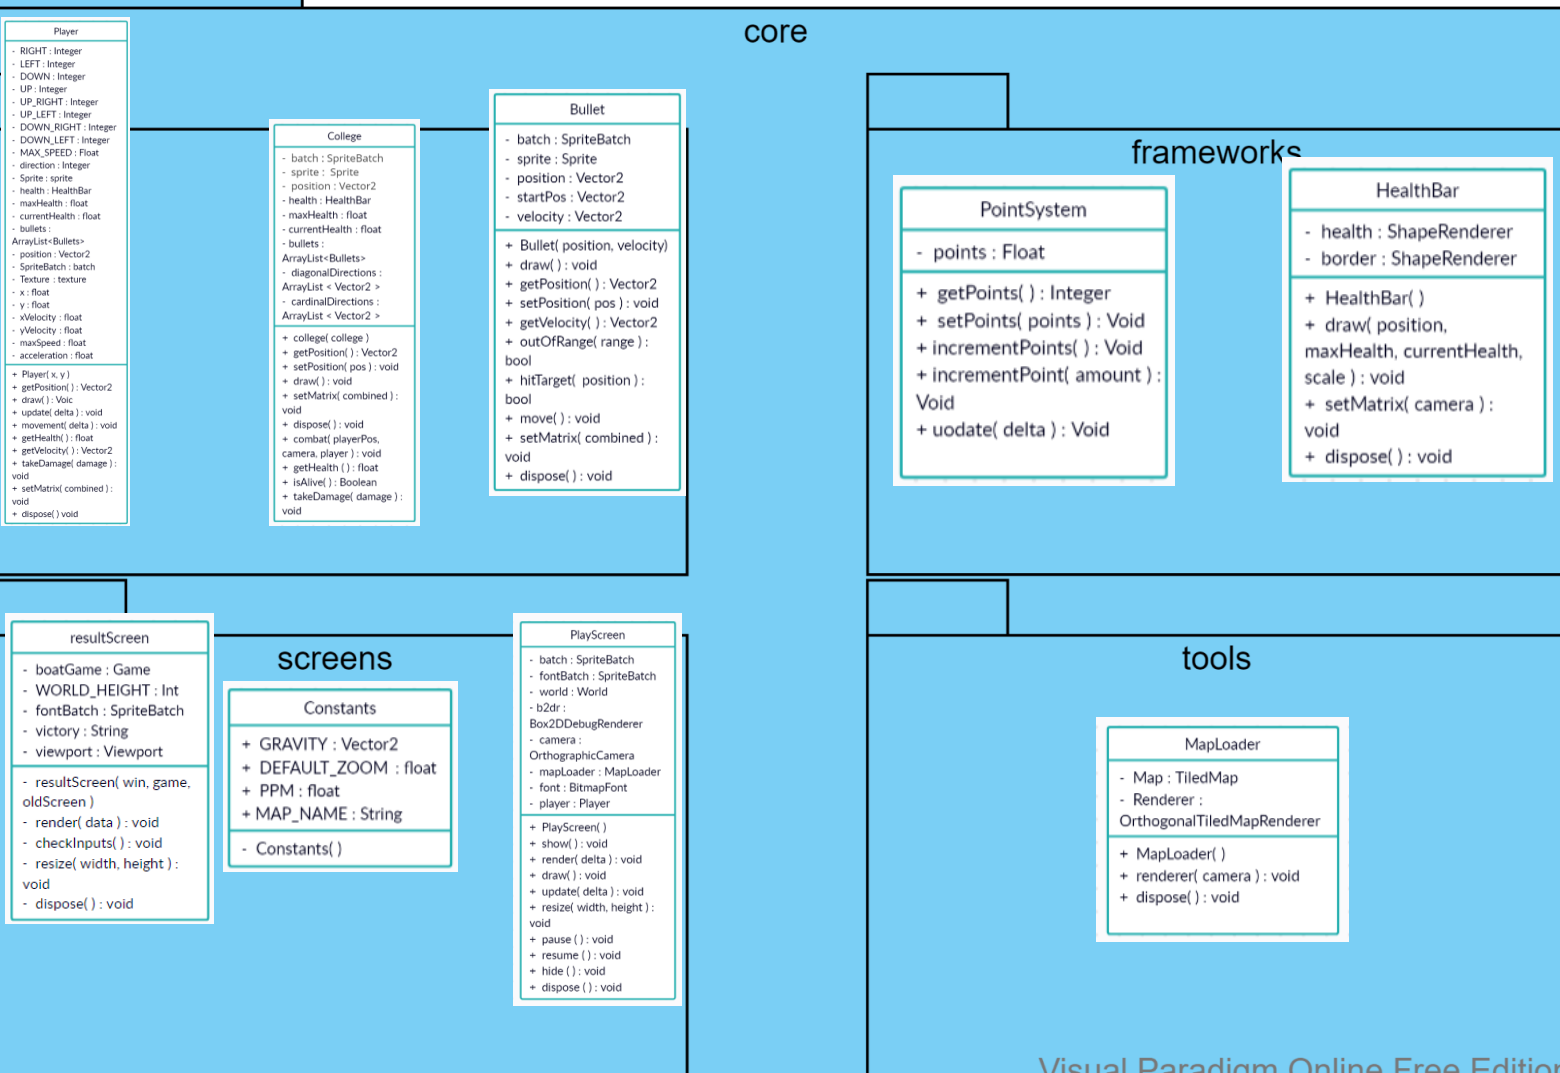 core
Player
- RIGHT : Integer
- LEFT : Integer
- DOWN : Integer
- UP : Integer
- UP_RIGHT : Integer
- UP_LEFT : Integer
- DOWN_RIGHT : Integer
- DOWN_LEFT : Integer
- MAX_SPEED : Float
- direction : Integer
- Sprite : sprite
- health : HealthBar
- maxHealth : float
- currentHealth : float
- bullets :
ArrayList<Bullets>
- position : Vector2
- SpriteBatch : batch
- Texture : texture
- x : float
- y : float
- xVelocity : float
- yVelocity : float
- maxSpeed : float
- acceleration : float
+ Player( x, y )
+ getPosition( ) : Vector2
+ draw( ) : Voic
+ update( delta ) : void
+ movement( delta ) : void
+ getHealth( ) : float
+ getVelocity( ) : Vector2
+ takeDamage( damage ) :
void
+ setMatrix( combined ) :
void
+ dispose( ) void
College
- batch : SpriteBatch
- sprite : Sprite
- position : Vector2
- health : HealthBar
- maxHealth : float
- currentHealth : float
- bullets :
ArrayList<Bullets>
- diagonalDirections :
ArrayList < Vector2 >
- cardinalDirections :
ArrayList < Vector2 >
+ college( college )
+ getPosition( ) : Vector2
+ setPosition( pos ) : void
+ draw( ) : void
+ setMatrix( combined ) :
void
+ dispose( ) : void
+ combat( playerPos,
camera, player ) : void
+ getHealth ( ) : float
+ isAlive( ) : Boolean
+ takeDamage( damage ) :
void
Bullet
- batch : SpriteBatch
- sprite : Sprite
- position : Vector2
- startPos : Vector2
- velocity : Vector2
+ Bullet( position, velocity)
+ draw( ) : void
+ getPosition( ) : Vector2
+ setPosition( pos ) : void
+ getVelocity( ) : Vector2
+ outOfRange( range ) :
bool
+ hitTarget( position ) :
bool
+ move( ) : void
+ setMatrix( combined ) :
void
+ dispose( ) : void
frameworks
PointSystem
- points : Float
+ getPoints( ) : Integer
+ setPoints( points ) : Void
+ incrementPoints( ) : Void
+ incrementPoint( amount ) :
Void
+ uodate( delta ) : Void
HealthBar
- health : ShapeRenderer
- border : ShapeRenderer
+ HealthBar( )
+ draw( position,
maxHealth, currentHealth,
scale ) : void
+ setMatrix( camera ) :
void
+ dispose( ) : void
screens
resultScreen
- boatGame : Game
- WORLD_HEIGHT : Int
- fontBatch : SpriteBatch
- victory : String
- viewport : Viewport
- resultScreen( win, game,
oldScreen )
- render( data ) : void
- checkInputs( ) : void
- resize( width, height ) :
void
- dispose( ) : void
Constants
+ GRAVITY : Vector2
+ DEFAULT_ZOOM : float
+ PPM : float
+ MAP_NAME : String
- Constants( )
PlayScreen
- batch : SpriteBatch
- fontBatch : SpriteBatch
- world : World
- b2dr :
Box2DDebugRenderer
- camera :
OrthographicCamera
- mapLoader : MapLoader
- font : BitmapFont
- player : Player
+ PlayScreen( )
+ show( ) : void
+ render( delta ) : void
+ draw( ) : void
+ update( delta ) : void
+ resize( width, height ) :
void
+ pause ( ) : void
+ resume ( ) : void
+ hide ( ) : void
+ dispose ( ) : void
tools
MapLoader
- Map : TiledMap
- Renderer :
OrthogonalTiledMapRenderer
+ MapLoader( )
+ renderer( camera ) : void
+ dispose( ) : void
Visual Paradigm Online Free Edition